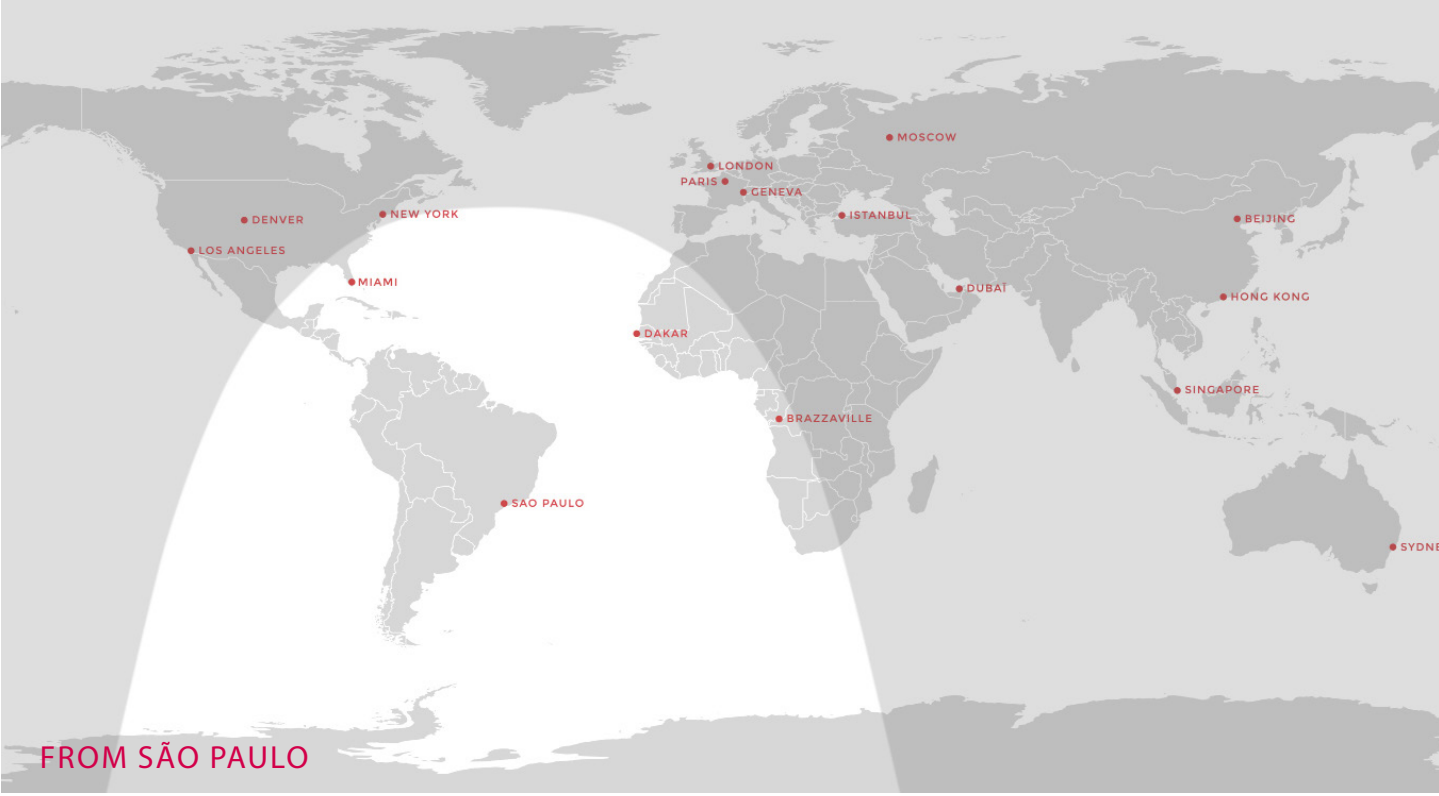 MOSCOW
LONDON
PARIS
GENEVA
NEW YORK
ISTANBUL
DENVER
BEIJING
LOS ANGELES
MIAMI
DUBAÏ
HONG KONG
DAKAR
SINGAPORE
BRAZZAVILLE
SAO PAULO
SYDNE
FROM SÃO PAULO